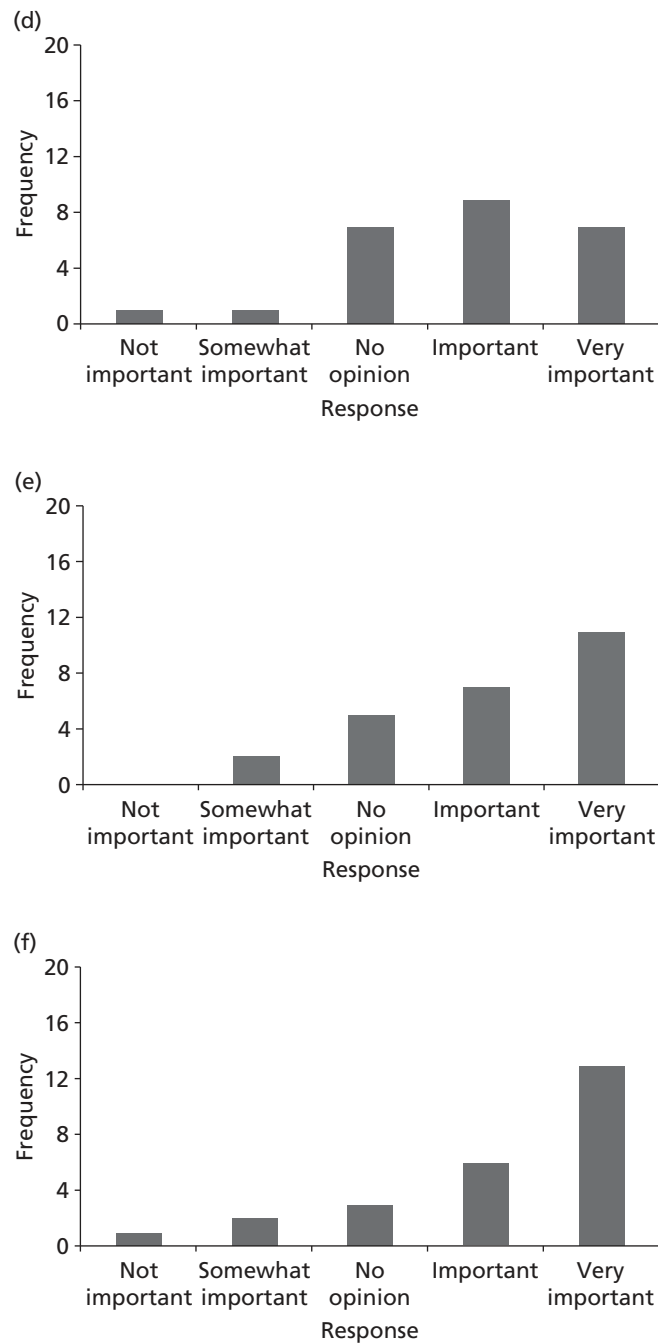 (d)
20
16
12
8
4
0
Frequency
Not
important
Somewhat
important
No
opinion
Important
Very
important
Response
(e)
20
16
12
8
4
0
Frequency
Not
important
Somewhat
important
No
opinion
Important
Very
important
Response
(f)
20
16
12
8
4
0
Frequency
Not
important
Somewhat
important
No
opinion
Important
Very
important
Response